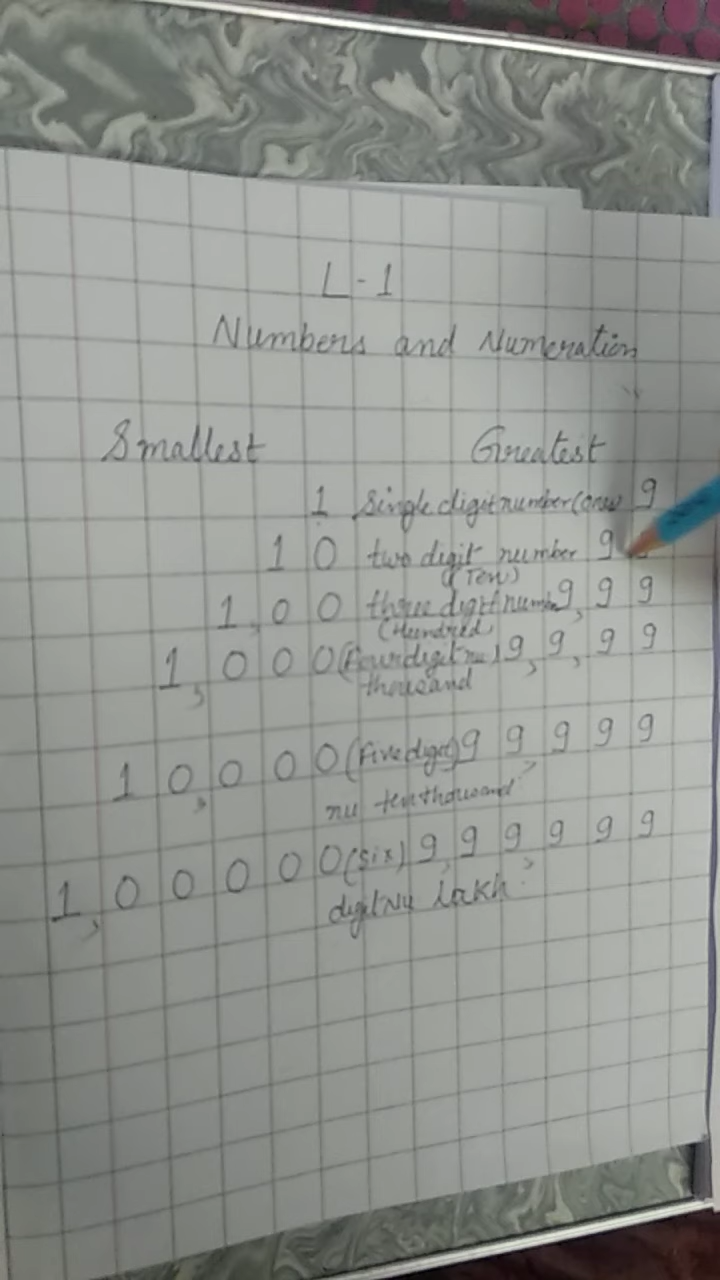 L-1
Numbers and Numeration
Smallest Greatest
1 Single digit number (ones) 9
1 0 two digit number 9
(Ten)
1,0 0 three digit number 9,9 9
(Hundred)
1,0 0 0 (Four digit nu) 9,9,9 9
thousand
1 0,0 0 0 (Five digit) 9 9,9 9 9
nu ten thousand
1,0 0 0 0 0 (six) 9,9 9,9 9 9
digit Nu lakh